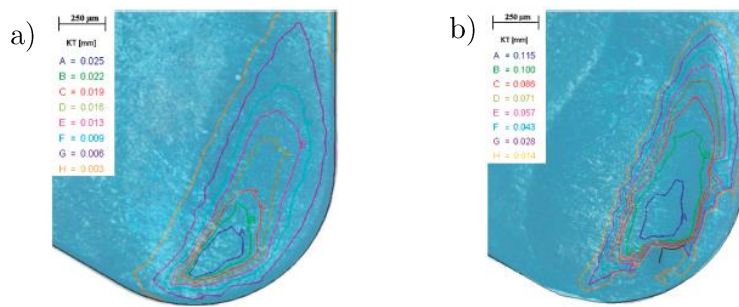 a)
250 µm
KT [mm]
A = 0.025
B = 0.022
C = 0.019
D = 0.016
E = 0.013
F = 0.009
G = 0.006
H = 0.003
b)
250 µm
KT [mm]
A = 0.115
B = 0.100
C = 0.086
D = 0.071
E = 0.057
F = 0.043
G = 0.028
H = 0.014